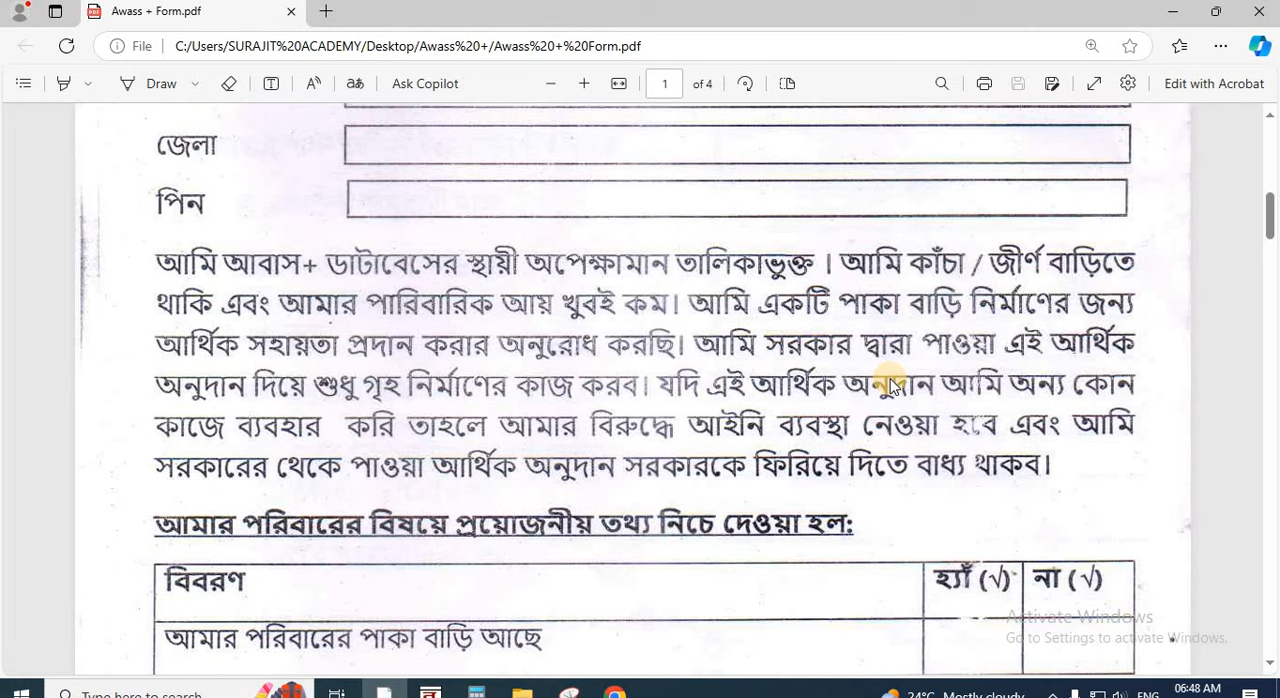 Awass + Form.pdf
File
C:/Users/SURAJIT%20ACADEMY/Desktop/Awass%20+/Awass%20+%20Form.pdf
Draw
Ask Copilot
1 of 4
Edit with Acrobat
জেলা
পিন
আমি আবাস+ ডাটাবেসের স্থায়ী অপেক্ষামান তালিকাভুক্ত । আমি কাঁচা / জীর্ণ বাড়িতে
থাকি এবং আমার পারিবারিক আয় খুবই কম। আমি একটি পাকা বাড়ি নির্মাণের জন্য
আর্থিক সহায়তা প্রদান করার অনুরোধ করছি। আমি সরকার দ্বারা পাওয়া এই আর্থিক
অনুদান দিয়ে শুধু গৃহ নির্মাণের কাজ করব। যদি এই আর্থিক অনুদান আমি অন্য কোন
কাজে ব্যবহার করি তাহলে আমার বিরুদ্ধে আইনি ব্যবস্থা নেওয়া হবে এবং আমি
সরকারের থেকে পাওয়া আর্থিক অনুদান সরকারকে ফিরিয়ে দিতে বাধ্য থাকব।
আমার পরিবারের বিষয়ে প্রয়োজনীয় তথ্য নিচে দেওয়া হল:
বিবরণ হ্যাঁ (√) না (√)
আমার পরিবারের পাকা বাড়ি আছে
Activate Windows
Go to Settings to activate Windows.
Type here to search
24°C Mostly cloudy
ENG
06:48 AM